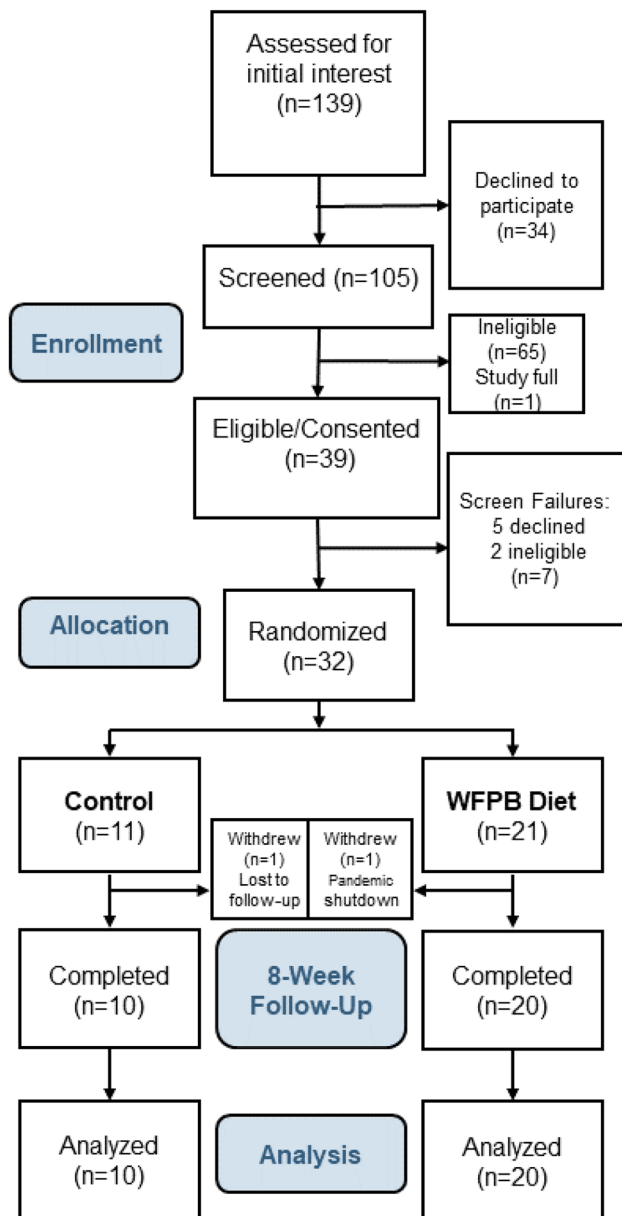 Assessed for
initial interest
(n=139)
Declined to
participate
(n=34)
Screened (n=105)
Enrollment
Ineligible
(n=65)
Study full
(n=1)
Eligible/Consented
(n=39)
Screen Failures:
5 declined
2 ineligible
(n=7)
Allocation
Randomized
(n=32)
Control
(n=11)
WFPB Diet
(n=21)
Withdrew
(n=1)
Lost to
follow-up
Withdrew
(n=1)
Pandemic
shutdown
Completed
(n=10)
8-Week
Follow-Up
Completed
(n=20)
Analyzed
(n=10)
Analysis
Analyzed
(n=20)